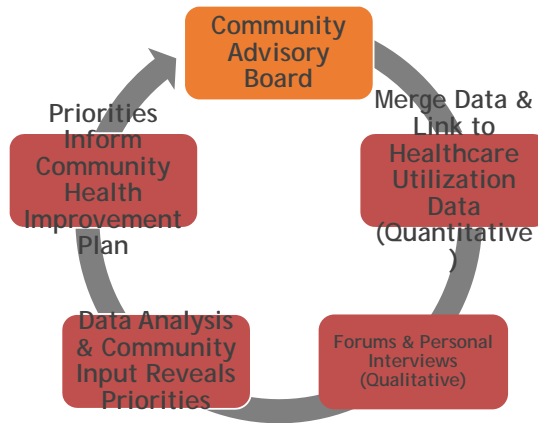 Community
Advisory
Board
Merge Data &
Link to
Healthcare
Utilization
Data
(Quantitative
)
Forums & Personal
Interviews
(Qualitative)
Data Analysis
& Community
Input Reveals
Priorities
Priorities
Inform
Community
Health
Improvement
Plan